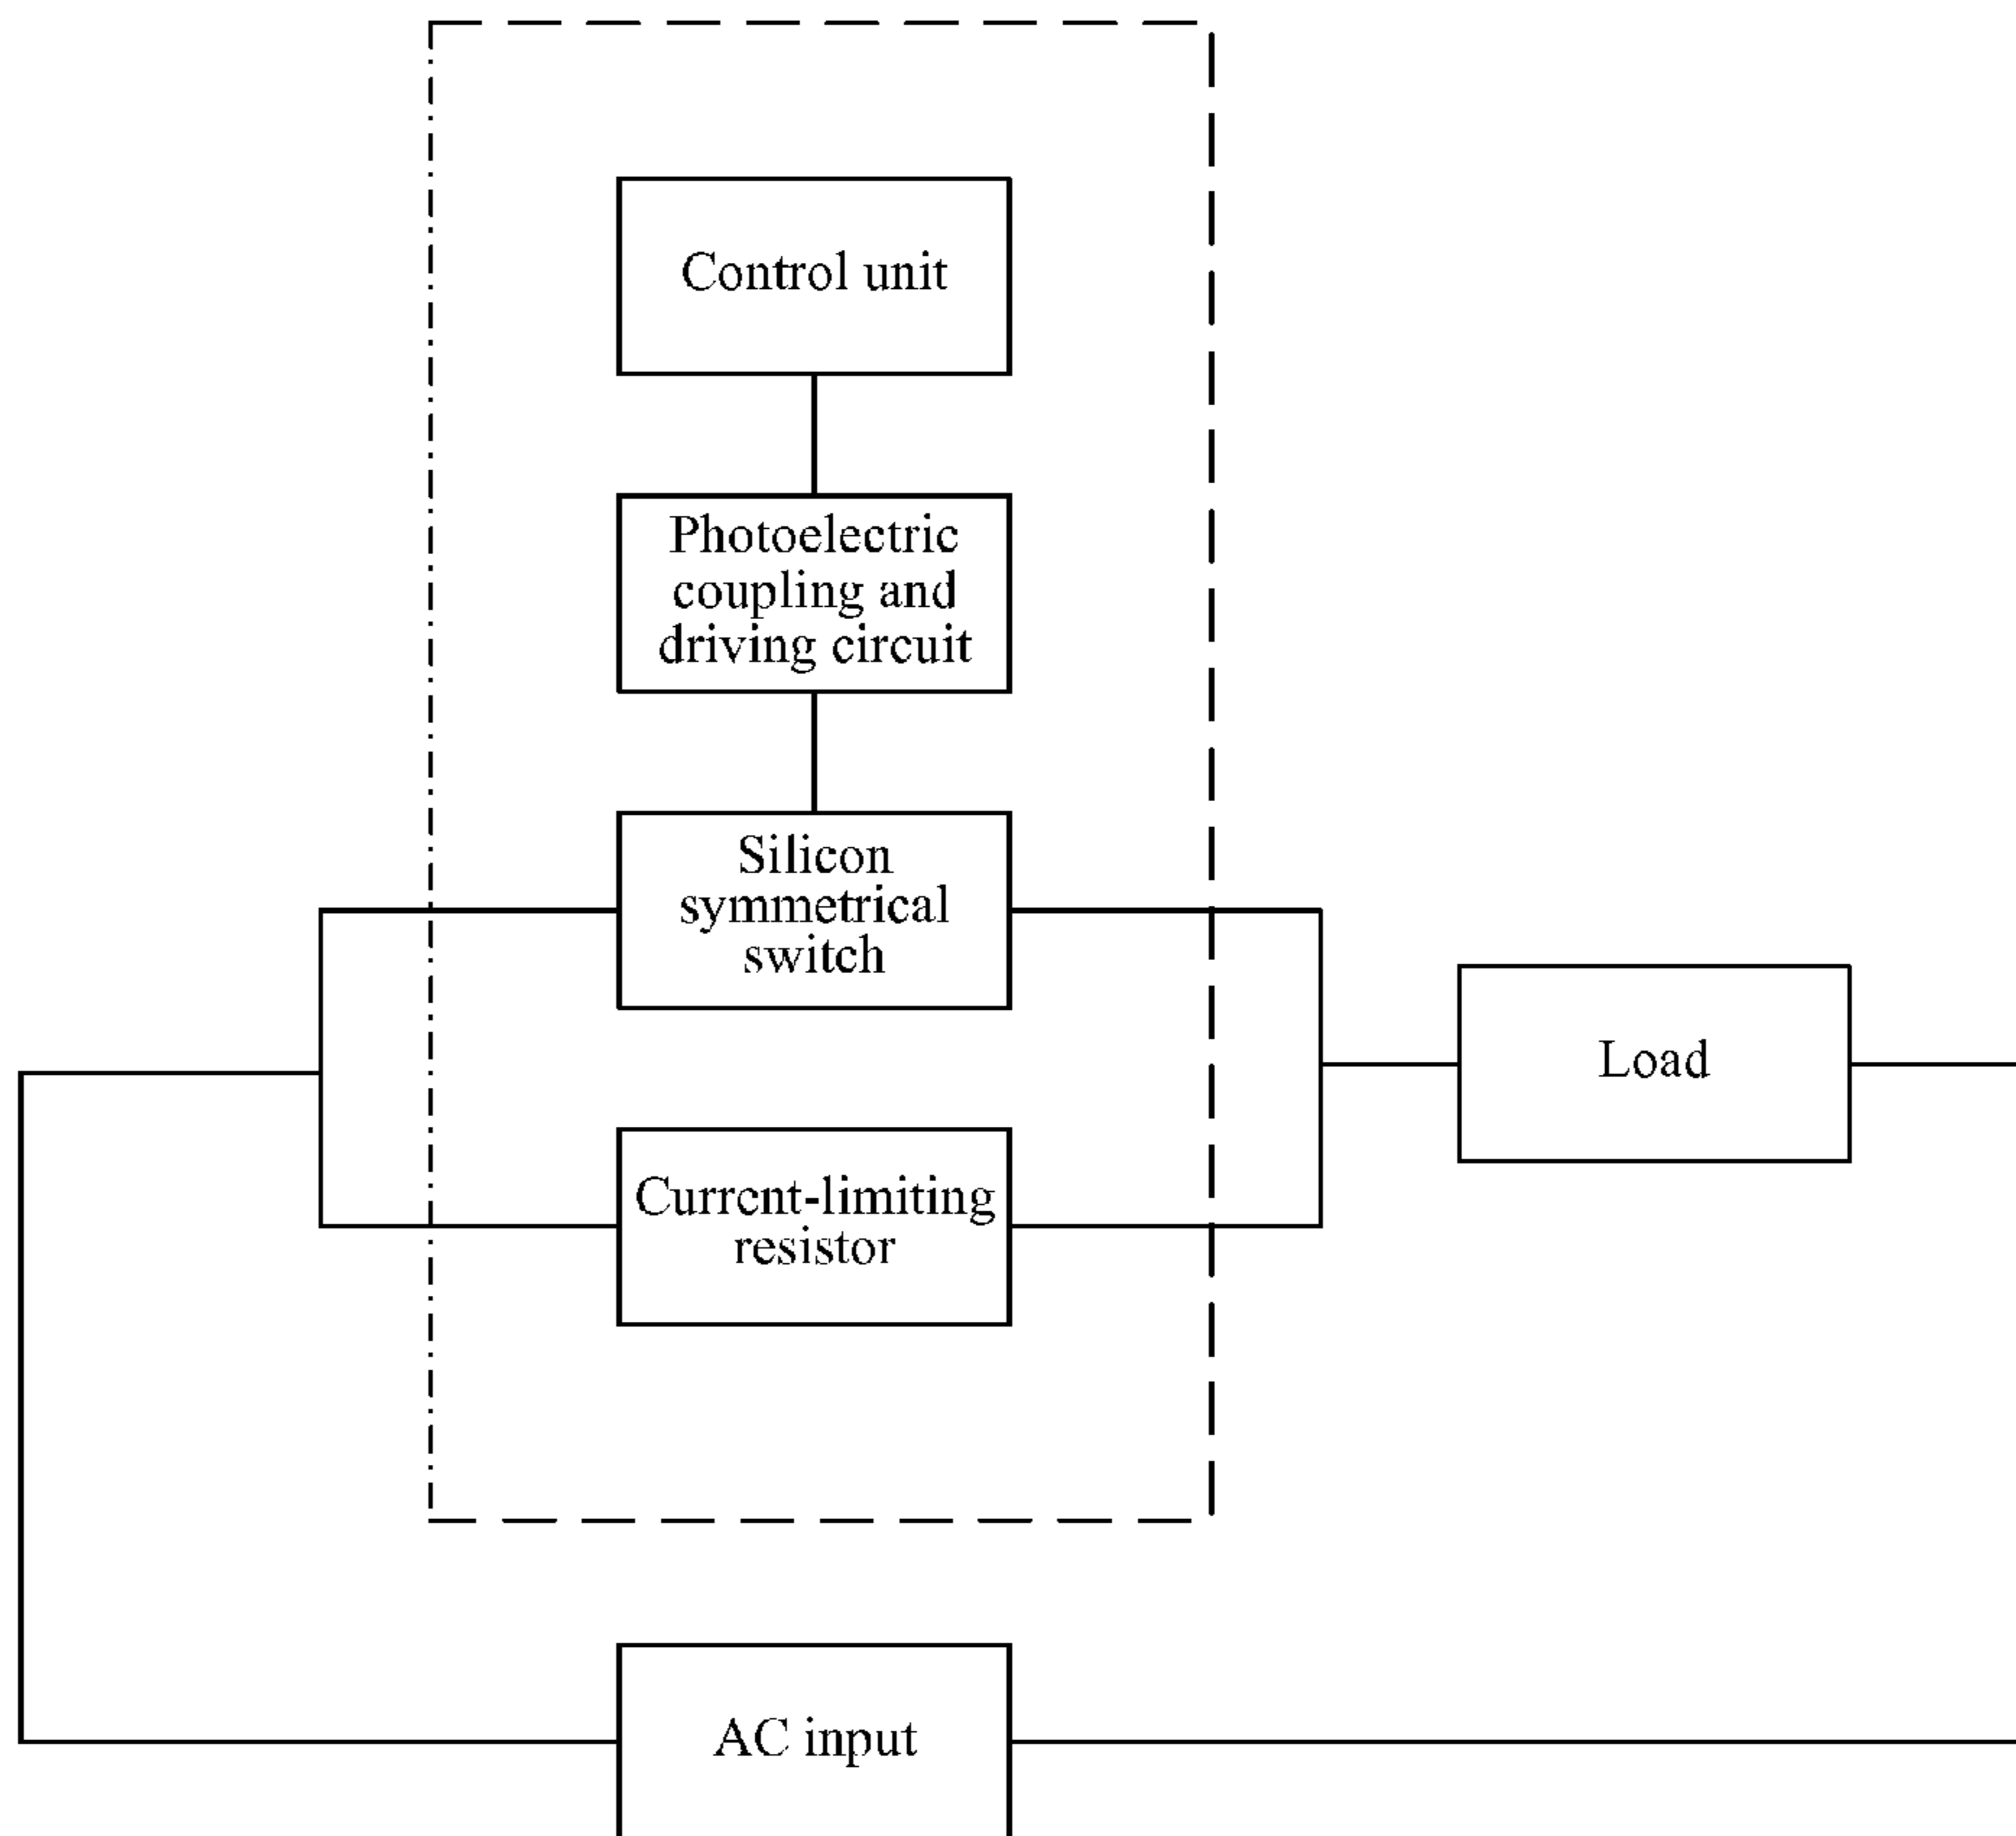 Control unit
Photoelectric
coupling and
driving circuit
Silicon
symmetrical
switch
Load
Current-limiting
resistor
AC input